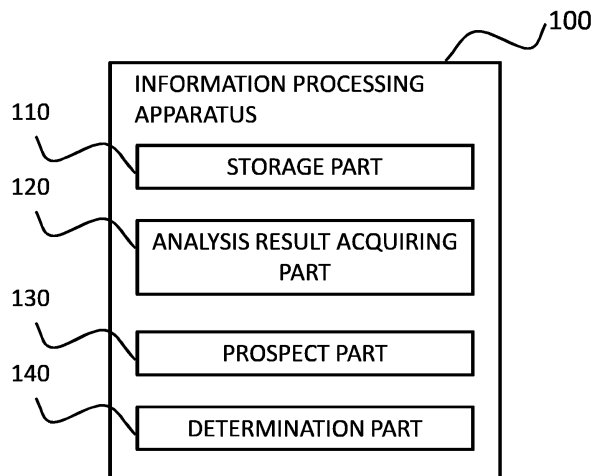 100
INFORMATION PROCESSING
APPARATUS
110
STORAGE PART
120
ANALYSIS RESULT ACQUIRING
PART
130
PROSPECT PART
140
DETERMINATION PART